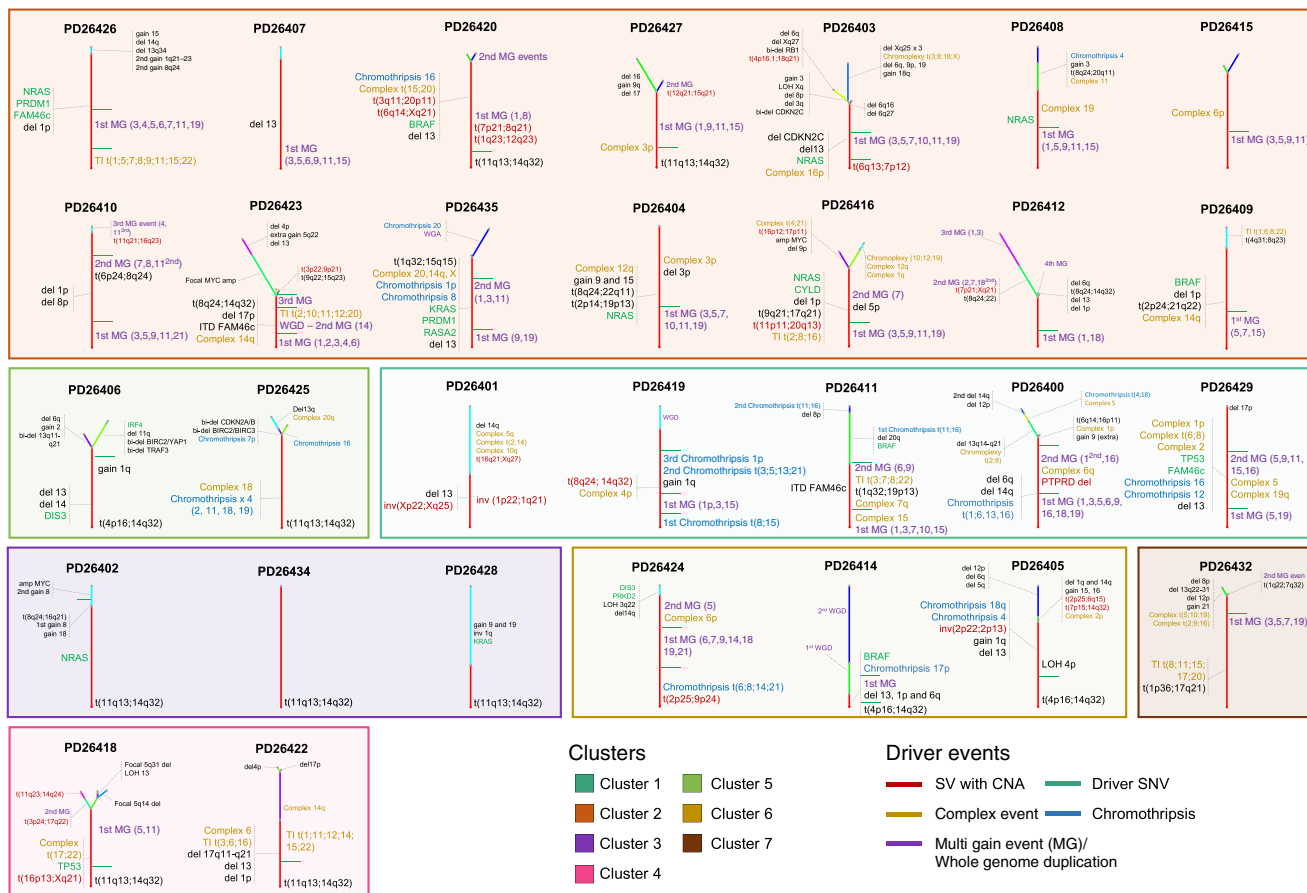 PD26426
gain 15
del 14q
del 13q34
2nd gain 1q21–23
2nd gain 8q24
NRAS
PRDM1
FAM46c
del 1p
1st MG (3,4,5,6,7,11,19)
TI t(1;5;7;8;9;11;15;22)
PD26407
del 13
1st MG
(3,5,6,9,11,15)
PD26420
2nd MG events
Chromothripsis 16
Complex t(15;20)
t(3q11;20p11)
t(6q14;Xq21)
BRAF
del 13
1st MG (1,8)
t(7p21;8q21)
t(1q23;12q23)
t(11q13;14q32)
PD26427
del 16
gain 9q
del 17
2nd MG
t(12q21;15q21)
1st MG (1,9,11,15)
Complex 3p
t(11q13;14q32)
PD26403
del 6q
del Xq27
bi-del RB1
t(4p16.1;18q21)
gain 3
LOH Xq
del 8p
del 3q
bi-del CDKN2C
del Xq25 x 3
Chromoplexy t(3;8;18;X)
del 6q, 9p, 19
gain 18q
del 6q16
del 6q27
del CDKN2C
del13
NRAS
Complex 16p
1st MG (3,5,7,10,11,19)
t(6q13;7p12)
PD26408
Chromothripsis 4
gain 3
t(8q24;20q11)
Complex 11
Complex 19
NRAS
1st MG
(1,5,9,11,15)
PD26415
Complex 6p
1st MG (3,5,9,11)
PD26410
3rd MG event (4,
113rd)
t(11q21;16q23)
2nd MG (7,8,112nd)
t(6p24;8q24)
del 1p
del 8p
1st MG (3,5,9,11,21)
PD26423
del 4p
extra gain 5q22
del 13
Focal MYC amp
t(3p22;9p21)
t(9q22;15q23)
t(8q24;14q32)
del 17p
ITD FAM46c
Complex 14q
3rd MG
TI t(2;10;11;12;20)
WGD – 2nd MG (14)
1st MG (1,2,3,4,6)
PD26435
Chromothripsis 20
WGA
t(1q32;15q15)
Complex 20,14q, X
Chromothripsis 1p
Chromothripsis 8
KRAS
PRDM1
RASA2
del 13
2nd MG
(1,3,11)
1st MG (9,19)
PD26404
Complex 12q
gain 9 and 15
t(8q24;22q11)
t(2p14;19p13)
NRAS
Complex 3p
del 3p
1st MG (3,5,7,
10,11,19)
PD26416
Complex t(4;21)
t(16p12;17p11)
amp MYC
del 9p
Chromoplexy (10;12;19)
Complex 12q
Complex 1q
NRAS
CYLD
del 1p
del 5p
t(9q21;17q21)
t(11p11;20q13)
TI t(2;8;16)
2nd MG (7)
1st MG (3,5,9,11,19)
PD26412
3rd MG (1,3)
2nd MG (2,7,182nd)
t(7p21;Xq21)
t(8q24;22)
4th MG
del 6q
t(8q24;14q32)
del 13
del 1p
1st MG (1,18)
PD26409
TI t(1;6;8;22)
t(4q31;8q23)
BRAF
del 1p
t(2p24;21q22)
Complex 14q
1st MG
(5,7,15)
PD26406
del 6q
gain 2
bi-del 13q11-
q21
IRF4
del 11q
bi-del BIRC2/YAP1
bi-del TRAF3
gain 1q
del 13
del 14
DIS3
t(4p16;14q32)
PD26425
bi-del CDKN2A/B
bi-del BIRC2/BIRC3
Chromothripsis 7p
Del13q
Complex 20q
Chromothripsis 16
Complex 18
Chromothripsis x 4
(2, 11, 18, 19)
t(11q13;14q32)
PD26401
del 14q
Complex 5q
Complex t(2;14)
Complex 10q
t(16q21;Xq27)
del 13
inv(Xp22;Xq25)
inv (1p22;1q21)
PD26419
WGD
3rd Chromothripsis 1p
2nd Chromothripsis t(3;5;13;21)
gain 1q
t(8q24; 14q32)
Complex 4p
1st MG(1p,3,15)
1st Chromothripsis t(8;15)
PD26411
2nd Chromothripsis t(11;16)
del 8p
1st Chromothripsis t(11;16)
del 20q
BRAF
ITD FAM46c
2nd MG (6,9)
TI t(3;7;8;22)
t(1q32;19p13)
Complex 7q
Complex 15
1st MG (1,3,7,10,15)
PD26400
2nd del 14q
del 12p
Chromothripsis t(4;18)
Complex 5
t(6q14;16p11)
Complex 1p
gain 9 (extra)
del 13q14-q21
Chromoplexy
t(2;8)
2nd MG (12nd,16)
Complex 6q
PTPRD del
del 6q
del 14q
Chromothripsis
t(1;6,13,16)
1st MG (1,3,5,6,9,
16,18,19)
PD26429
del 17p
Complex 1p
Complex t(6;8)
Complex 2
TP53
FAM46c
Chromothripsis 16
Chromothripsis 12
del 13
2nd MG (5,9,11,
15,16)
Complex 5
Complex 19q
1st MG (5,19)
PD26402
amp MYC
2nd gain 8
t(8q24;16q21)
1st gain 8
gain 18
NRAS
t(11q13;14q32)
PD26434
t(11q13;14q32)
PD26428
gain 9 and 19
inv 1q
KRAS
t(11q13;14q32)
PD26424
DIS3
PRKD2
LOH 3q22
del14q
2nd MG (5)
Complex 6p
1st MG (6,7,9,14,18
19,21)
Chromothripsis t(6;8;14;21)
t(2p25;9p24)
PD26414
2nd WGD
1st WGD
BRAF
Chromothripsis 17p
1st MG
del 13, 1p and 6q
t(4p16;14q32)
PD26405
del 12p
del 6q
del 5q
del 1q and 14q
gain 15, 16
t(2p25;6q15)
t(7p15;14q32)
Complex 2p
Chromothripsis 18q
Chromothripsis 4
inv(2p22;2p13)
gain 1q
del 13
LOH 4p
t(4p16;14q32)
PD26432
del 8p
del 13q22-31
del 12p
gain 21
Complex t(5;10;19)
Complex t(2;9;16)
2nd MG even
t(1q22;7q32)
1st MG (3,5,7,19)
TI t(8;11;15;
17;20)
t(1p36;17q21)
PD26418
Focal 5q31 del
LOH 13
t(11q23;14q24)
2nd MG
t(3p24;17q22)
Focal 5q14 del
1st MG (5,11)
Complex
t(17;22)
TP53
t(16p13;Xq21)
t(11q13;14q32)
PD26422
del4p
del17p
Complex 14q
Complex 6
TI t(3;6;16)
del 17q11-q21
del 13
del 1p
TI t(1;11;12;14;
15;22)
t(11q13;14q32)
Clusters
Cluster 1
Cluster 2
Cluster 3
Cluster 4
Cluster 5
Cluster 6
Cluster 7
Driver events
SV with CNA
Complex event
Multi gain event (MG)/
Whole genome duplication
Driver SNV
Chromothripsis